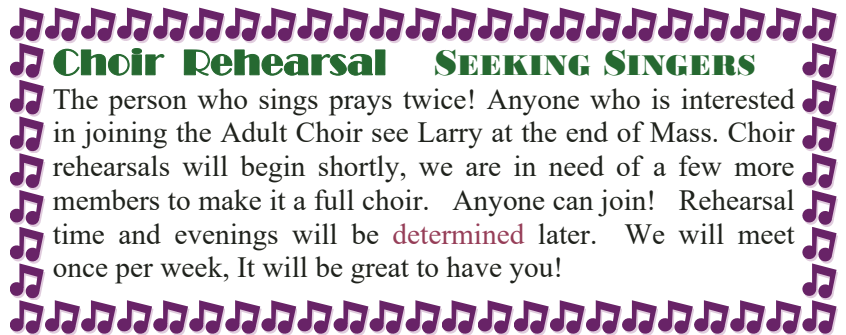 Choir Rehearsal SEEKING SINGERS
The person who sings prays twice! Anyone who is interested
in joining the Adult Choir see Larry at the end of Mass. Choir
rehearsals will begin shortly, we are in need of a few more
members to make it a full choir. Anyone can join! Rehearsal
time and evenings will be determined later. We will meet
once per week, It will be great to have you!